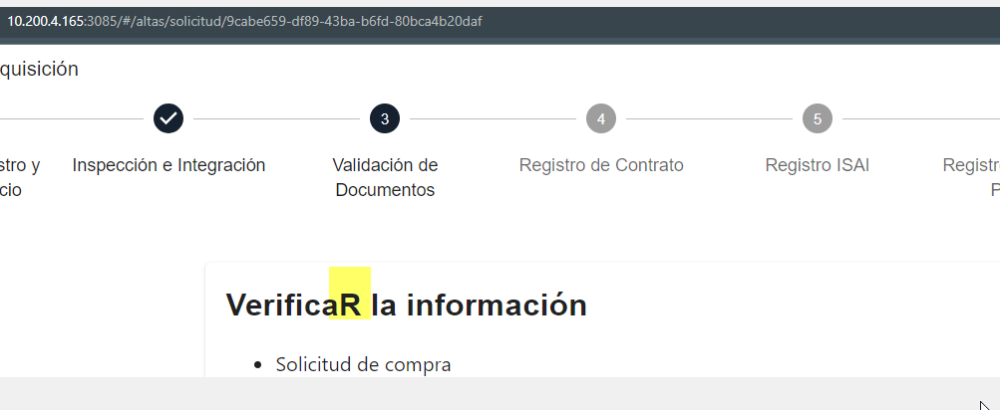 10.200.4.165:3085/#/altas/solicitud/9cabe659-df89-43ba-b6fd-80bca4b20daf
quisición
3
4
5
stro y
cio
Inspección e Integración
Validación de
Documentos
Registro de Contrato
Registro ISAI
Registr
P
VerificaR la información
• Solicitud de compra